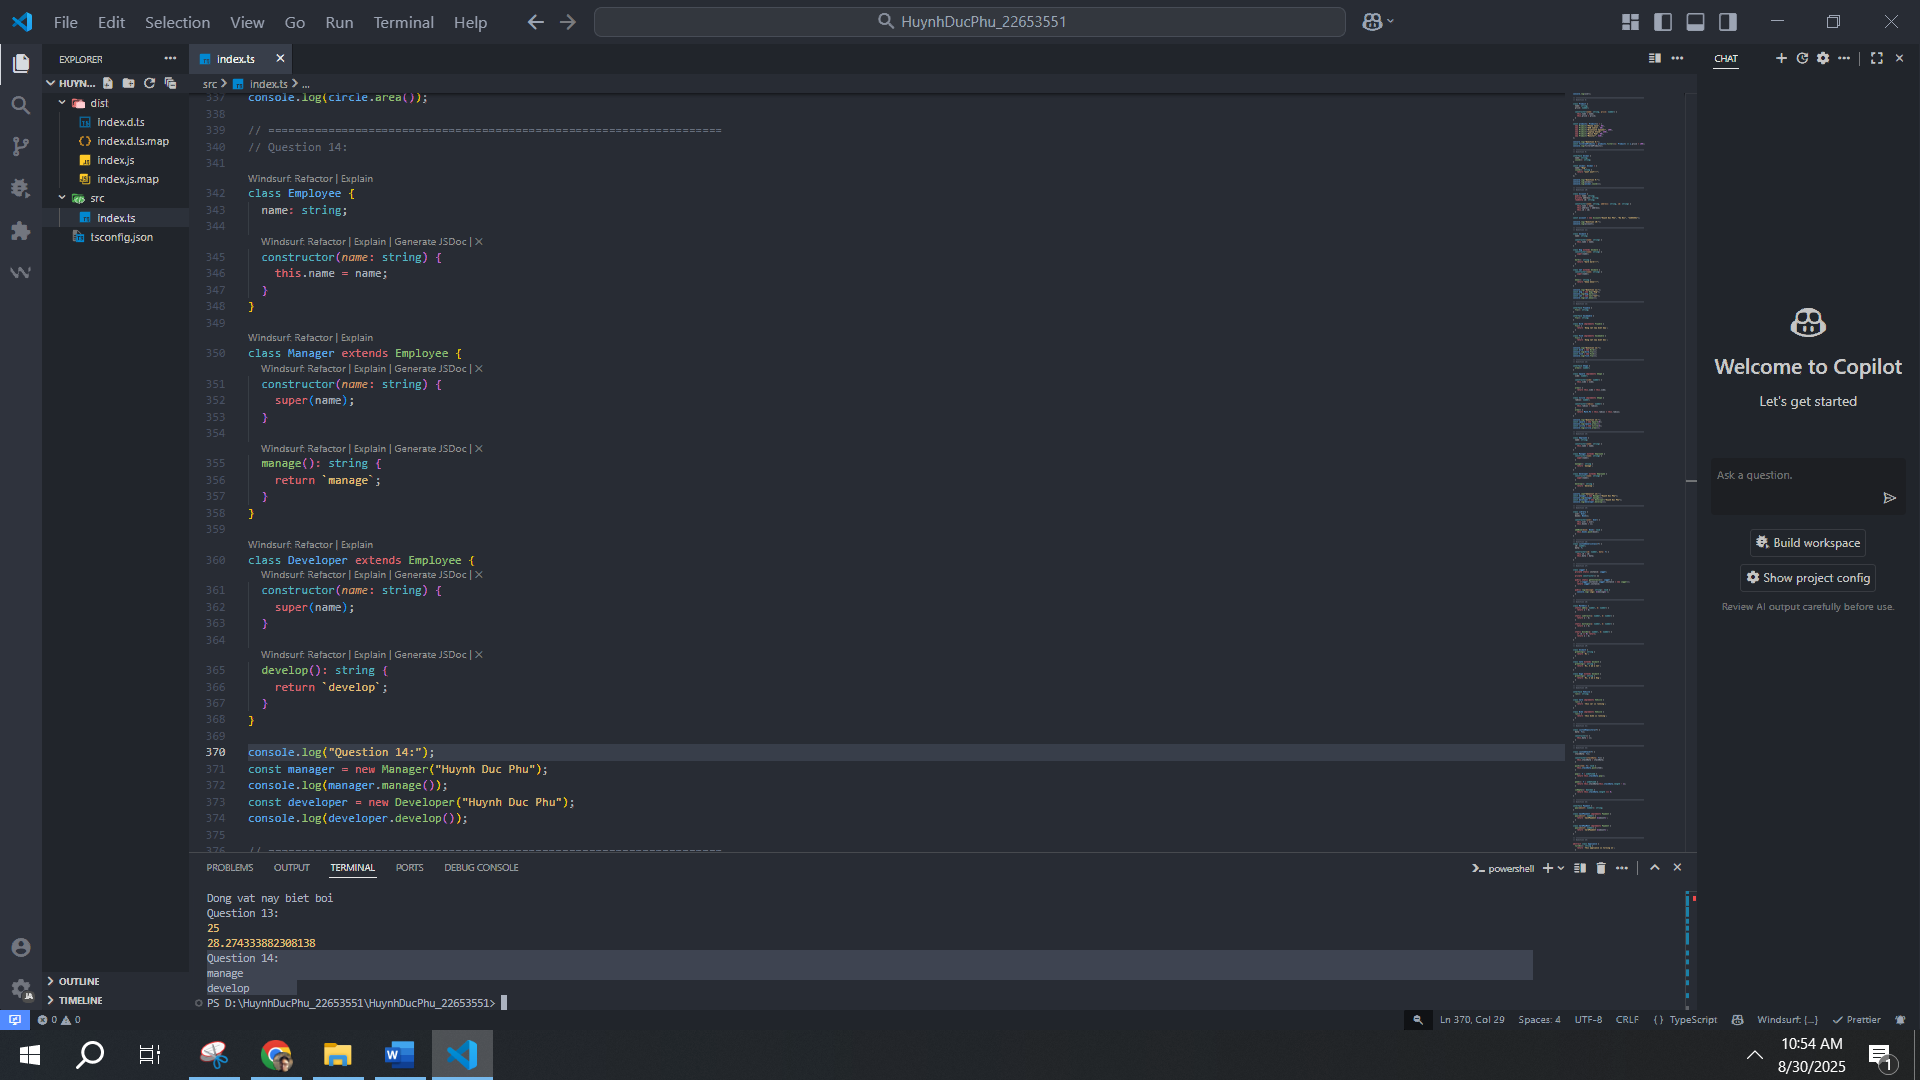 File Edit Selection View Go Run Terminal Help
HuynhDucPhu_22653551
EXPLORER
HUYN...
dist
index.d.ts
index.d.ts.map
index.js
index.js.map
src
index.ts
tsconfig.json
OUTLINE
TIMELINE
index.ts
src > index.ts > ...
337 console.log(circle.area());
338
339 // ====================================================================
340 // Question 14:
341
Windsurf: Refactor | Explain
342 class Employee {
343 name: string;
344
Windsurf: Refactor | Explain | Generate JSDoc | X
345 constructor(name: string) {
346 this.name = name;
347 }
348 }
349
Windsurf: Refactor | Explain
350 class Manager extends Employee {
Windsurf: Refactor | Explain | Generate JSDoc | X
351 constructor(name: string) {
352 super(name);
353 }
354
Windsurf: Refactor | Explain | Generate JSDoc | X
355 manage(): string {
356 return `manage`;
357 }
358 }
359
Windsurf: Refactor | Explain
360 class Developer extends Employee {
Windsurf: Refactor | Explain | Generate JSDoc | X
361 constructor(name: string) {
362 super(name);
363 }
364
Windsurf: Refactor | Explain | Generate JSDoc | X
365 develop(): string {
366 return `develop`;
367 }
368 }
369
370 console.log("Question 14:");
371 const manager = new Manager("Huynh Duc Phu");
372 console.log(manager.manage());
373 const developer = new Developer("Huynh Duc Phu");
374 console.log(developer.develop());
375
376 // ====================================================================
PROBLEMS OUTPUT TERMINAL PORTS DEBUG CONSOLE
powershell
Dong vat nay biet boi
Question 13:
25
28.274333882308138
Question 14:
manage
develop
PS D:\HuynhDucPhu_22653551\HuynhDucPhu_22653551>
CHAT
Welcome to Copilot
Let's get started
Ask a question.
Build workspace
Show project config
Review AI output carefully before use.
JA
0 0
Ln 370, Col 29 Spaces: 4 UTF-8 CRLF {} TypeScript Windsurf: {...} Prettier
10:54 AM
8/30/2025
1